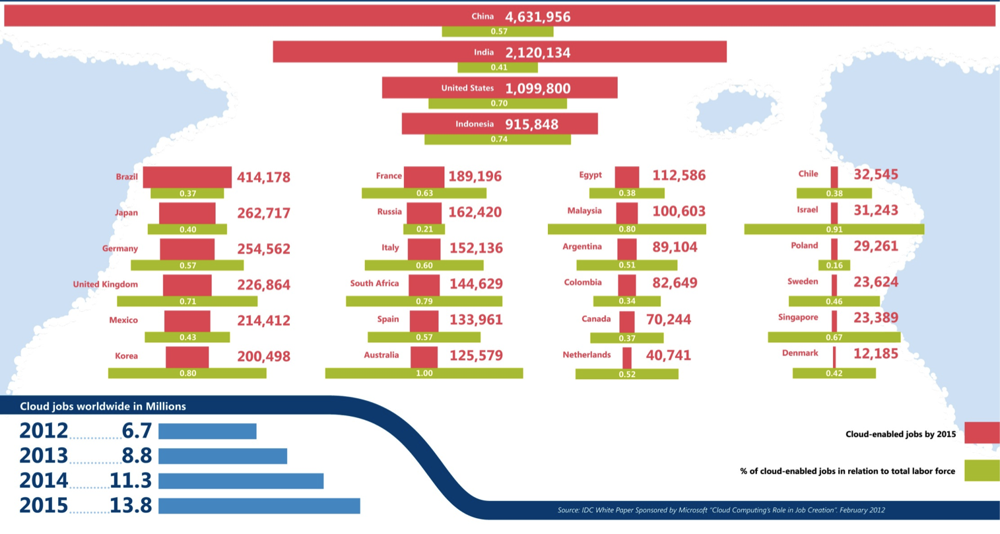 China 4,631,956
0.57
India 2,120,134
0.41
United States 1,099,800
0.70
Indonesia 915,848
0.74
Brazil 414,178
0.37
Japan 262,717
0.40
Germany 254,562
0.57
United Kingdom 226,864
0.71
Mexico 214,412
0.43
Korea 200,498
0.80
France 189,196
0.63
Russia 162,420
0.21
Italy 152,136
0.60
South Africa 144,629
0.79
Spain 133,961
0.57
Australia 125,579
1.00
Egypt 112,586
0.38
Malaysia 100,603
0.80
Argentina 89,104
0.51
Colombia 82,649
0.34
Canada 70,244
0.37
Netherlands 40,741
0.52
Chile 32,545
0.38
Israel 31,243
0.91
Poland 29,261
0.16
Sweden 23,624
0.46
Singapore 23,389
0.67
Denmark 12,185
0.42
Cloud jobs worldwide in Millions
2012 6.7
2013 8.8
2014 11.3
2015 13.8
Cloud-enabled jobs by 2015
% of cloud-enabled jobs in relation to total labor force
Source: IDC White Paper Sponsored by Microsoft “Cloud Computing’s Role in Job Creation”. February 2012